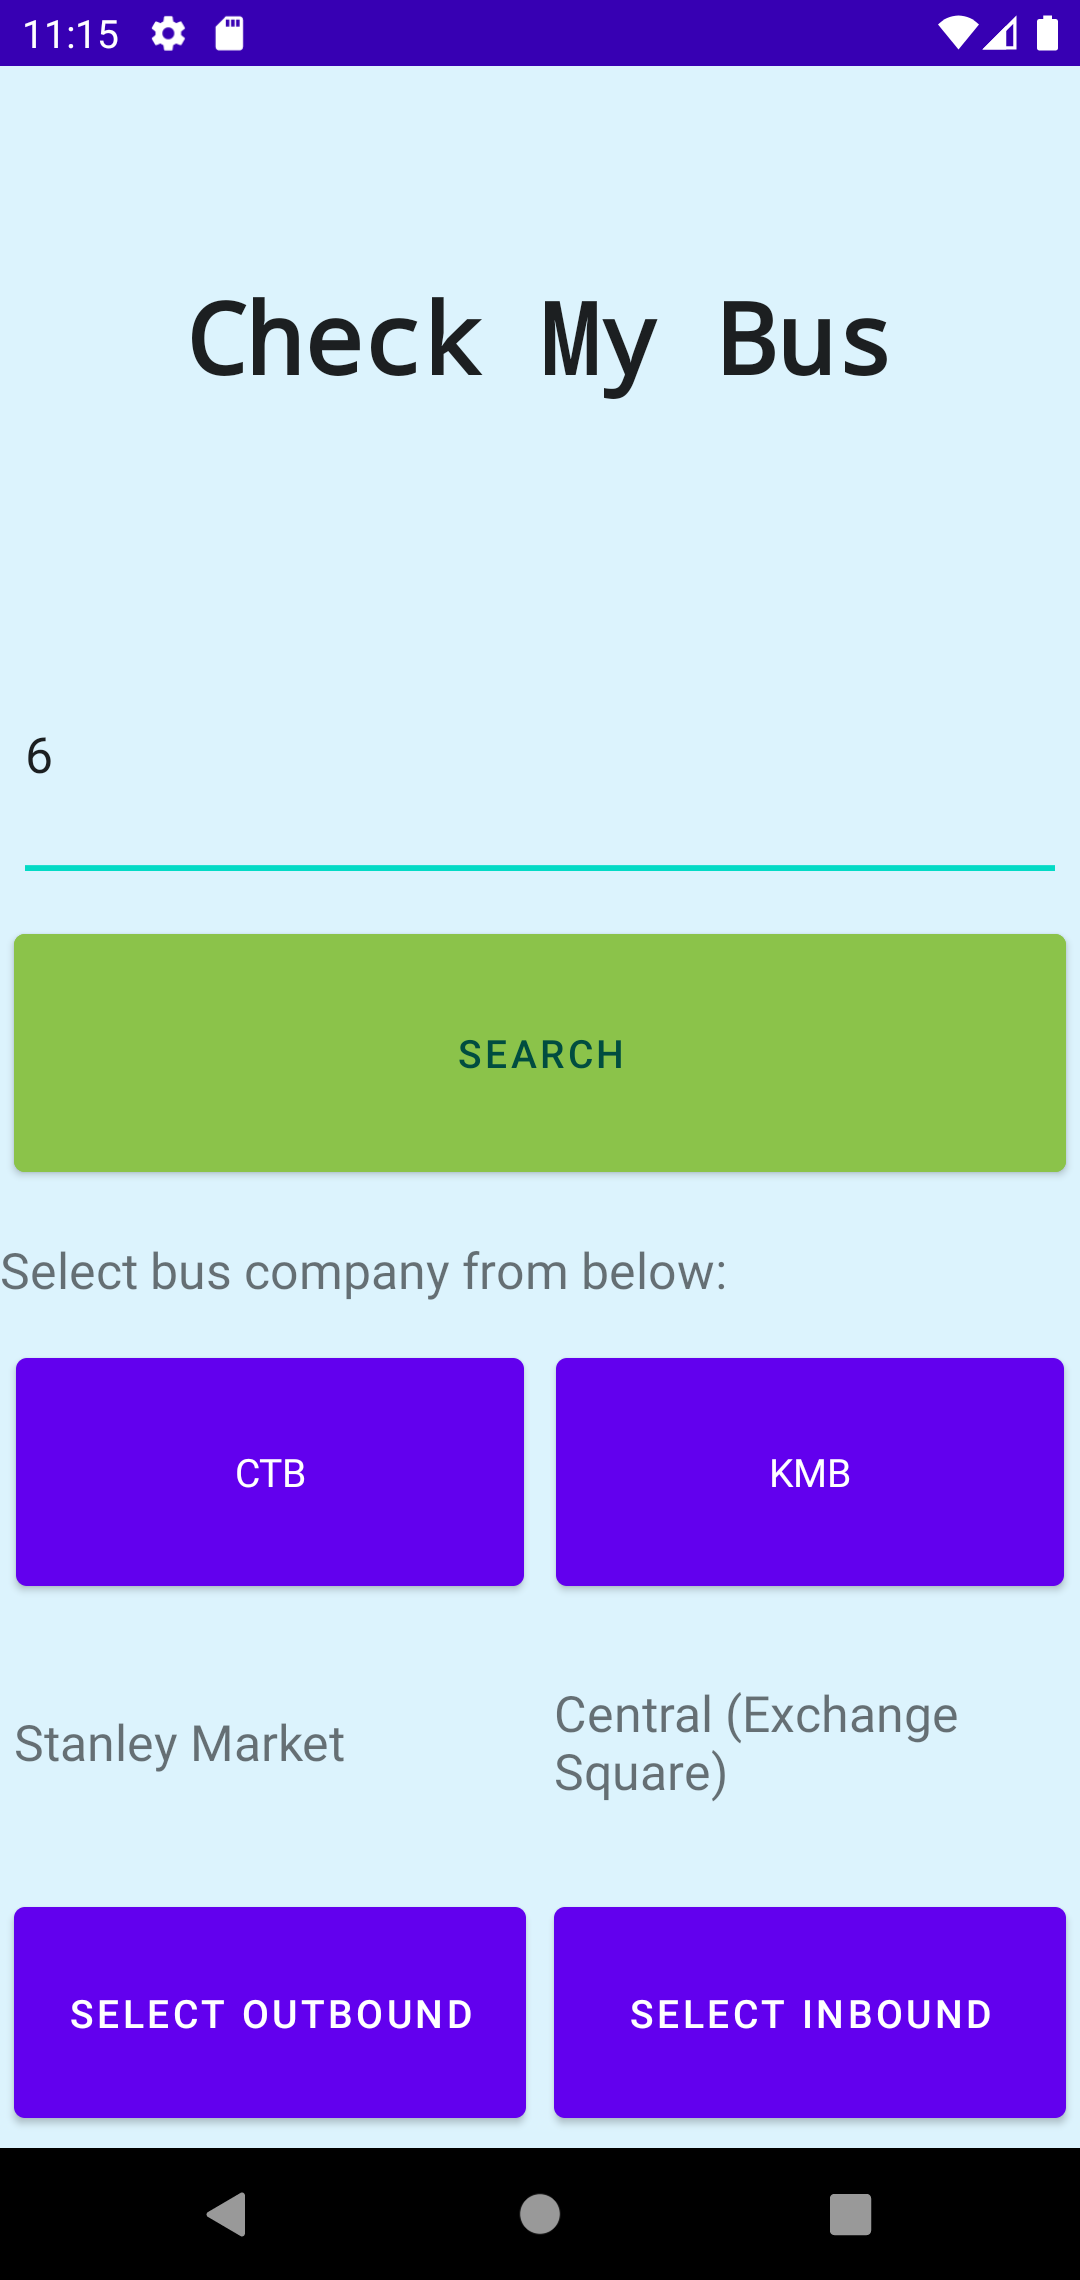 11:15
Check My Bus
6
SEARCH
Select bus company from below:
CTB
KMB
Stanley Market
Central (Exchange
Square)
SELECT OUTBOUND
SELECT INBOUND